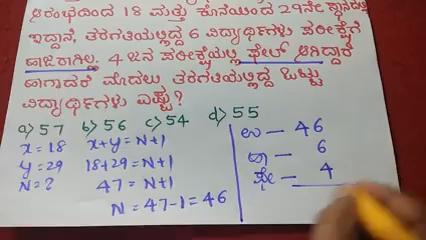 ಆರಂಭದಿಂದ 18 ಮತ್ತು ಕೊನೆಯಿಂದ 29ನೇ ಸ್ಥಾನದಲ್ಲಿ
ಇದ್ದಾನೆ, ತರಗತಿಯಲ್ಲಿದ್ದ 6 ವಿದ್ಯಾರ್ಥಿಗಳು ಪರೀಕ್ಷೆಗೆ
ಹಾಜರಾಗಿಲ್ಲ. 4 ಜನ ಪರೀಕ್ಷೆಯಲ್ಲಿ ಫೇಲ್ ಆಗಿದ್ದಾರೆ
ಹಾಗಾದರೆ ಮೊದಲು ತರಗತಿಯಲ್ಲಿದ್ದ ಒಟ್ಟು
ವಿದ್ಯಾರ್ಥಿಗಳು ಎಷ್ಟು?
a) 57 b) 56 c) 54 d) 55
x = 18 x+y = N+1
y = 29 18+29 = N+1
N = ? 47 = N+1
N = 47-1 = 46
ಉ — 46
ಹಾ — 6
ಫೇ — 4